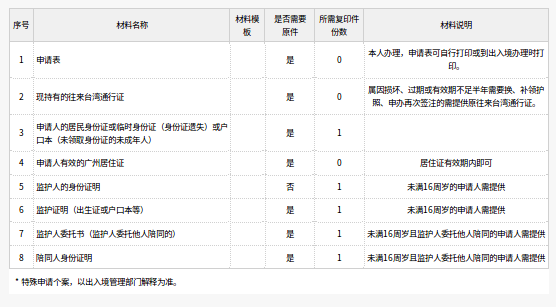 序号 材料名称 材料模板 是否需要原件 所需复印件份数 材料说明
1 申请表 是 0 本人办理，申请表可自行打印或到出入境办理时打印。
2 现持有的往来台湾通行证 是 0 属因损坏、过期或有效期不足半年需要换、补领护照、申办再次签注的需提供原往来台湾通行证。
3 申请人的居民身份证或临时身份证（身份证遗失）或户口本（未领取身份证的未成年人） 是 1
4 申请人有效的广州居住证 是 0 居住证有效期内即可
5 监护人的身份证明 否 1 未满16周岁的申请人需提供
6 监护证明（出生证或户口本等） 是 1 未满16周岁的申请人需提供
7 监护人委托书（监护人委托他人陪同的） 是 1 未满16周岁且监护人委托他人陪同的申请人需提供
8 陪同人身份证明 是 1 未满16周岁且监护人委托他人陪同的申请人需提供
* 特殊申请个案，以出入境管理部门解释为准。